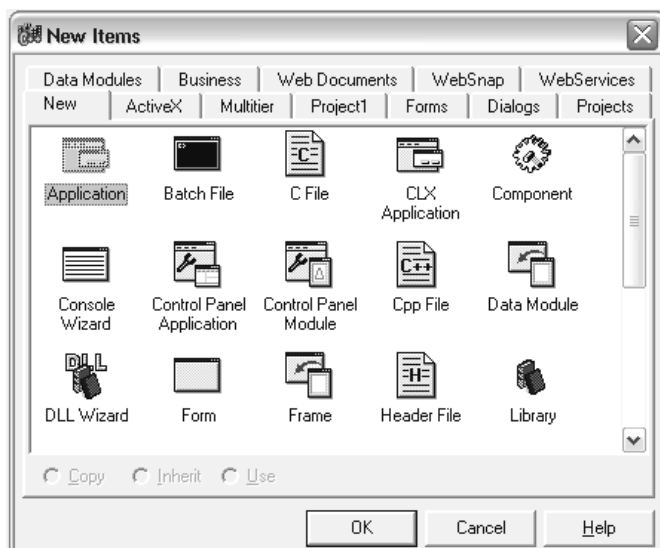 New Items
Data Modules Business Web Documents WebSnap WebServices
New ActiveX Multitier Project1 Forms Dialogs Projects
Application Batch File C File CLX Application Component
Console Wizard Control Panel Application Control Panel Module Cpp File Data Module
DLL Wizard Form Frame Header File Library
Copy Inherit Use
OK Cancel Help